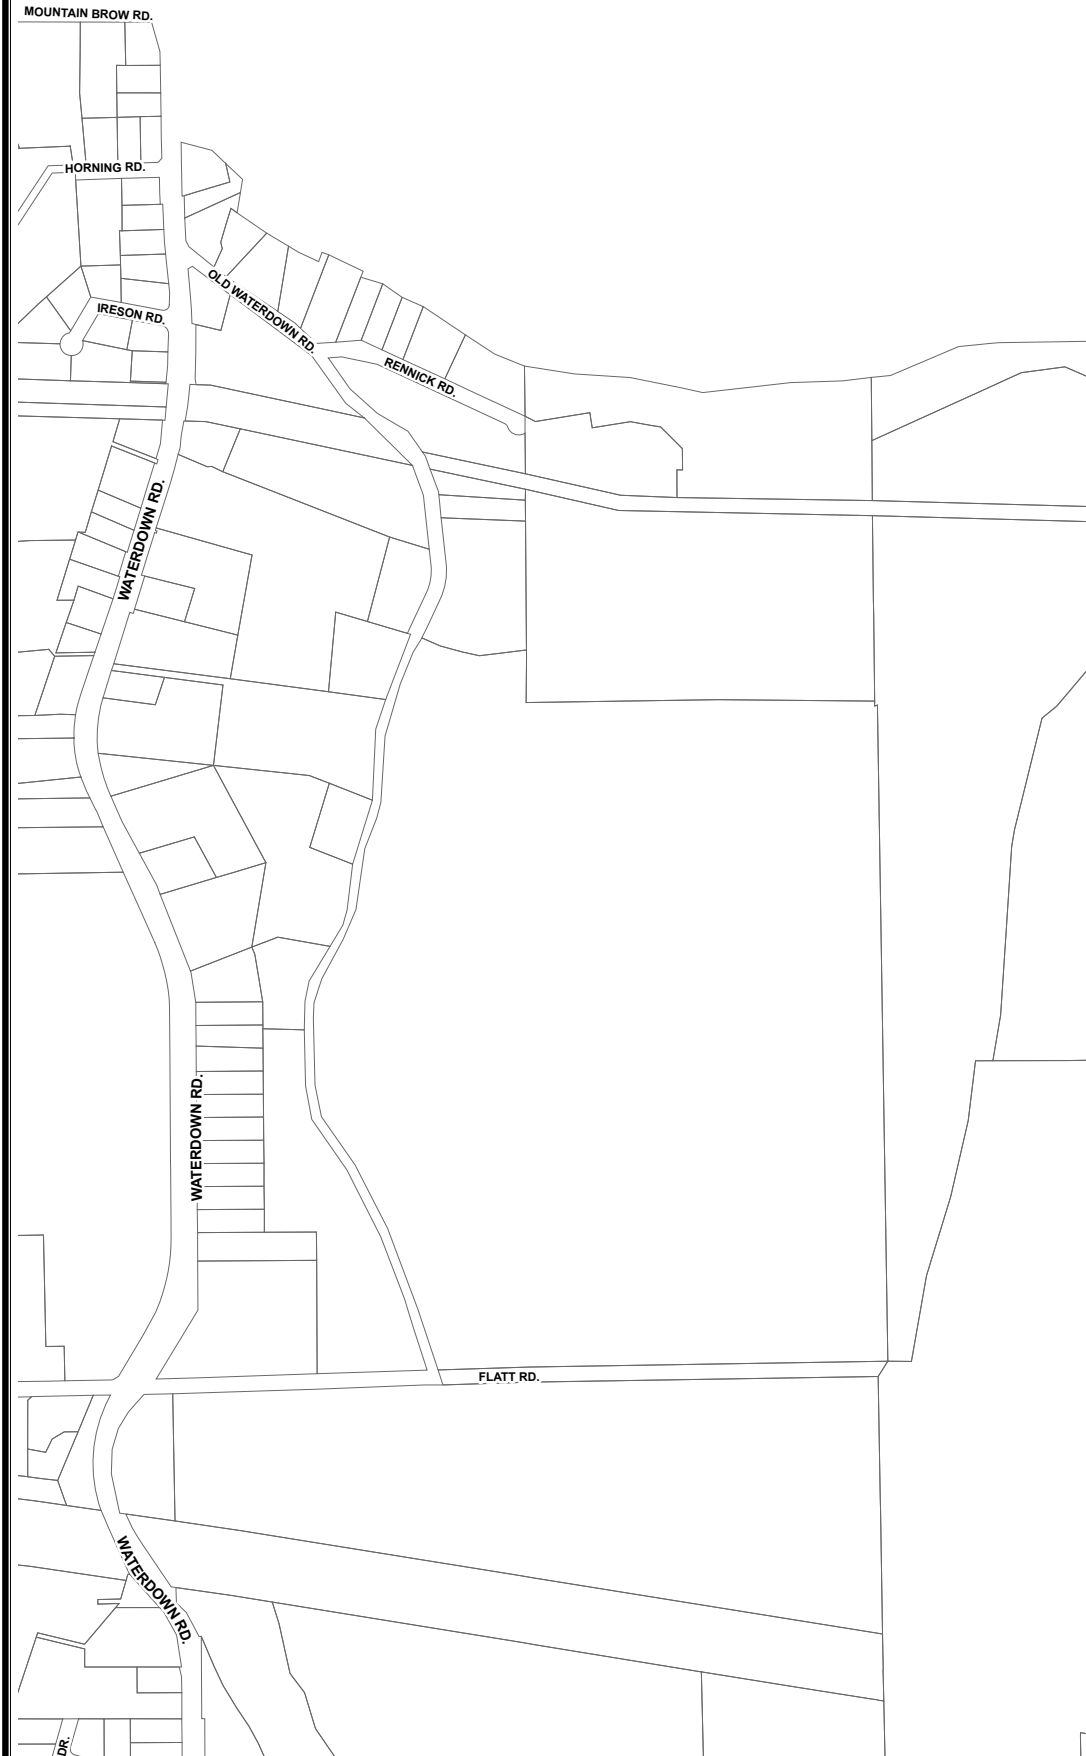 MOUNTAIN BROW RD.
HORNING RD.
OLD WATERDOWN RD.
IRESON RD.
RENNICK RD.
WATERDOWN RD.
WATERDOWN RD.
FLATT RD.
WATERDOWN RD.
DR.